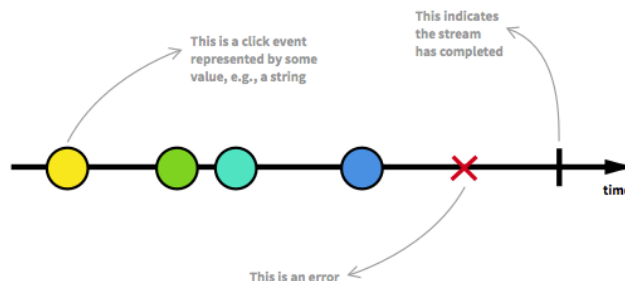 This is a click event
represented by some
value, e.g., a string
This indicates
the stream
has completed
time
This is an error